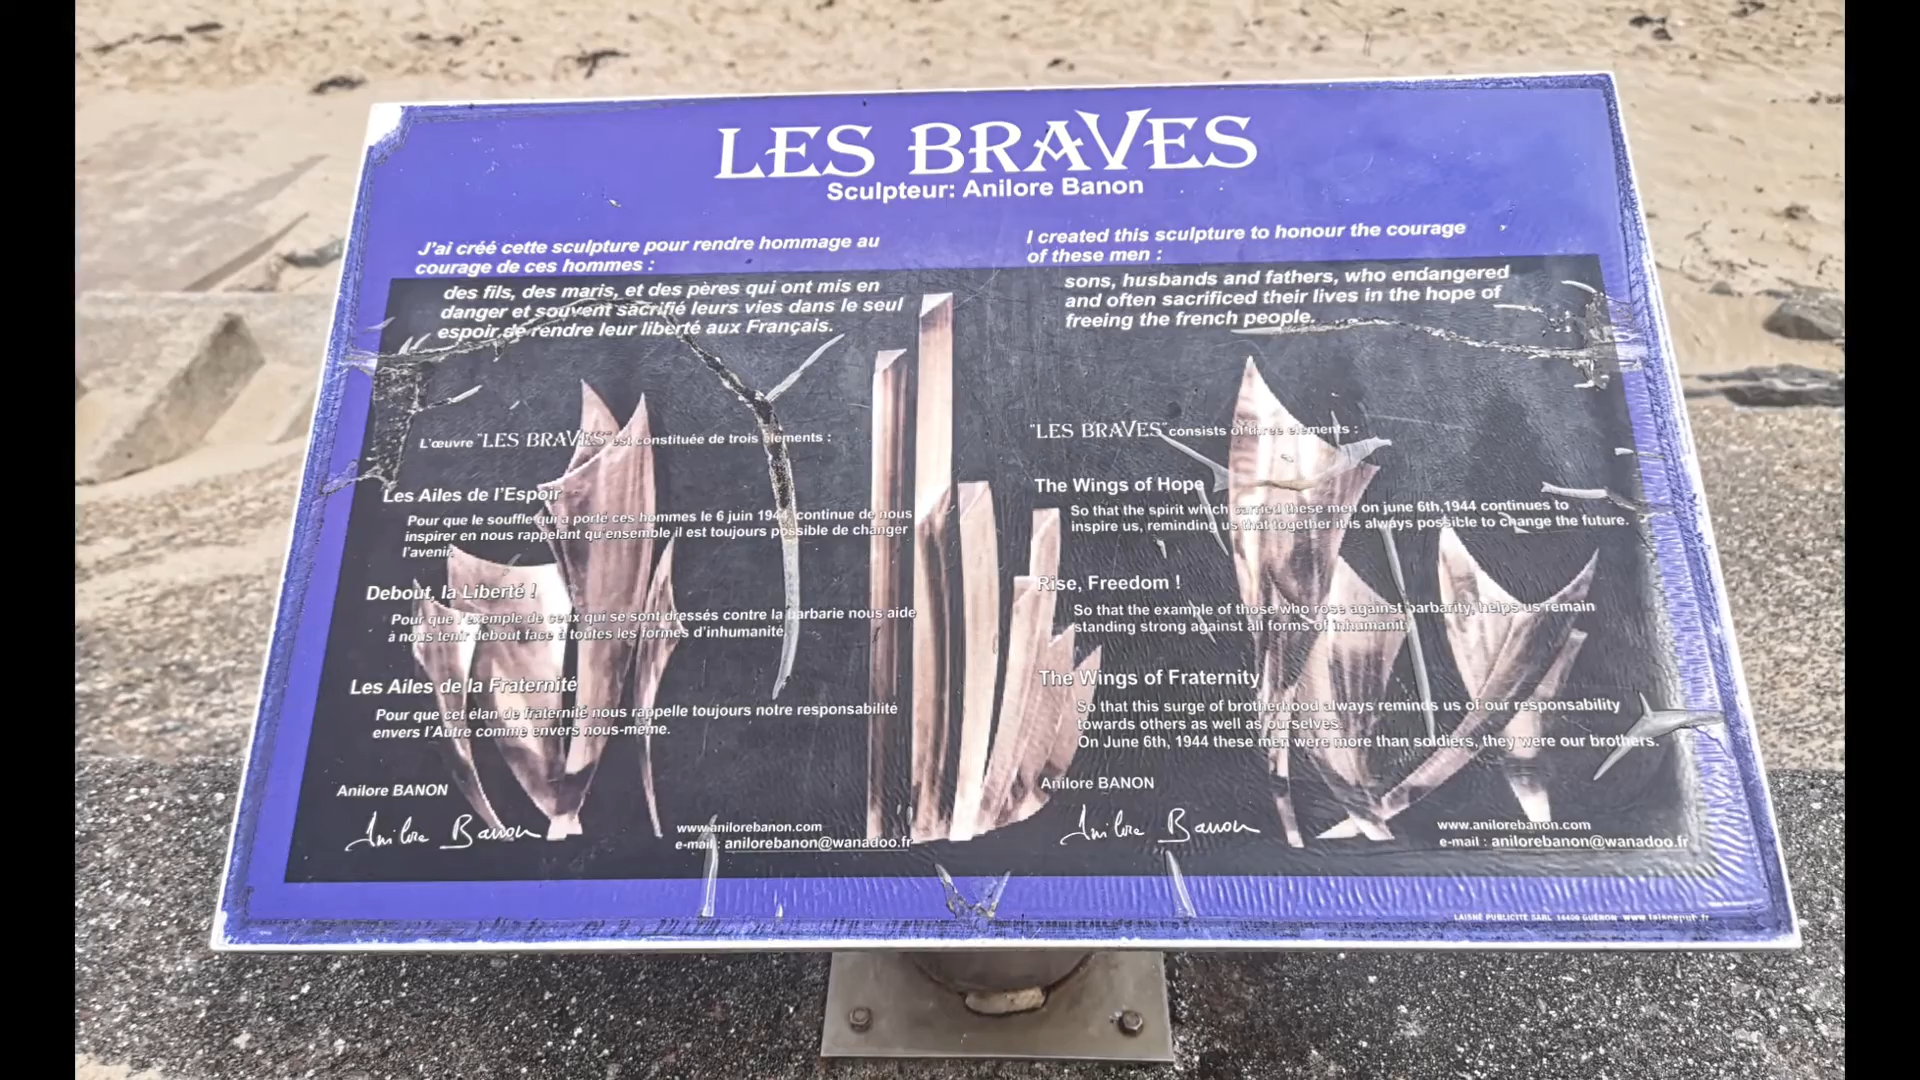 LES BRAVES
Sculpteur: Anilore Banon
J'ai créé cette sculpture pour rendre hommage au
courage de ces hommes :
des fils, des maris, et des pères qui ont mis en
danger et souvent sacrifié leurs vies dans le seul
espoir de rendre leur liberté aux Français.
L'œuvre "LES BRAVES" est constituée de trois éléments :
Les Ailes de l'Espoir
Pour que le souffle qui a porté ces hommes le 6 juin 1944 continue de nous
inspirer en nous rappelant qu'ensemble il est toujours possible de changer
l'avenir.
Debout, la Liberté !
Pour que l'exemple de ceux qui se sont dressés contre la barbarie nous aide
à nous tenir debout face à toutes les formes d'inhumanité.
Les Ailes de la Fraternité
Pour que cet élan de fraternité nous rappelle toujours notre responsabilité
envers l'Autre comme envers nous-même.
Anilore BANON
Anilore Banon
www.anilorebanon.com
e-mail : anilorebanon@wanadoo.fr
I created this sculpture to honour the courage
of these men :
sons, husbands and fathers, who endangered
and often sacrificed their lives in the hope of
freeing the french people.
"LES BRAVES" consists of three elements :
The Wings of Hope
So that the spirit which carried these men on june 6th,1944 continues to
inspire us, reminding us that together it is always possible to change the future.
Rise, Freedom !
So that the example of those who rose against barbarity, helps us remain
standing strong against all forms of inhumanity.
The Wings of Fraternity
So that this surge of brotherhood always reminds us of our responsability
towards others as well as ourselves.
On June 6th, 1944 these men were more than soldiers, they were our brothers.
Anilore BANON
Anilore Banon
www.anilorebanon.com
e-mail : anilorebanon@wanadoo.fr
LAISNÉ PUBLICITÉ SARL 14400 GUÉRON www.laisnepub.fr